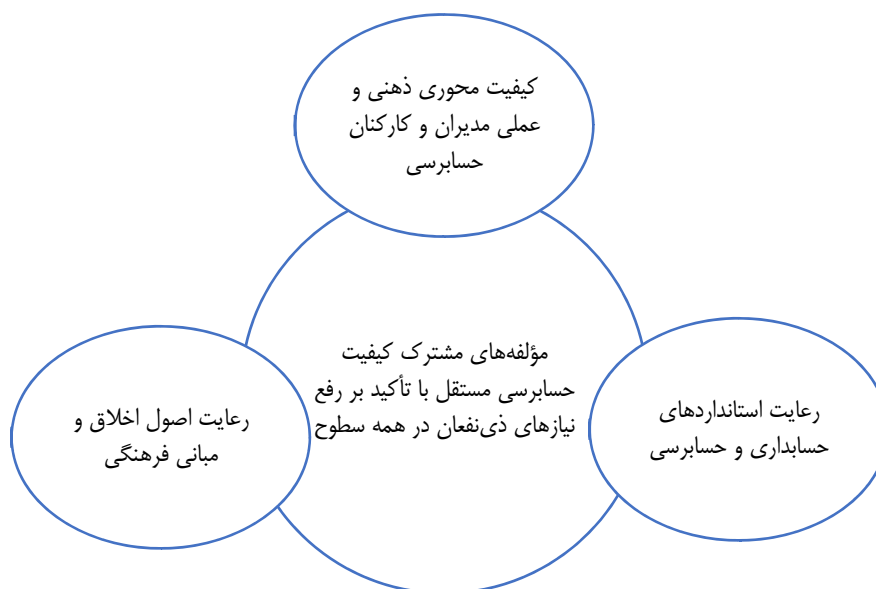 کیفیت محوری ذهنی و
عملی مدیران و کارکنان
حسابرسی
مؤلفه‌های مشترک کیفیت
حسابرسی مستقل با تأکید بر رفع
نیازهای ذی‌نفعان در همه سطوح
رعایت استانداردهای
حسابداری و حسابرسی
رعایت اصول اخلاق و
مبانی فرهنگی